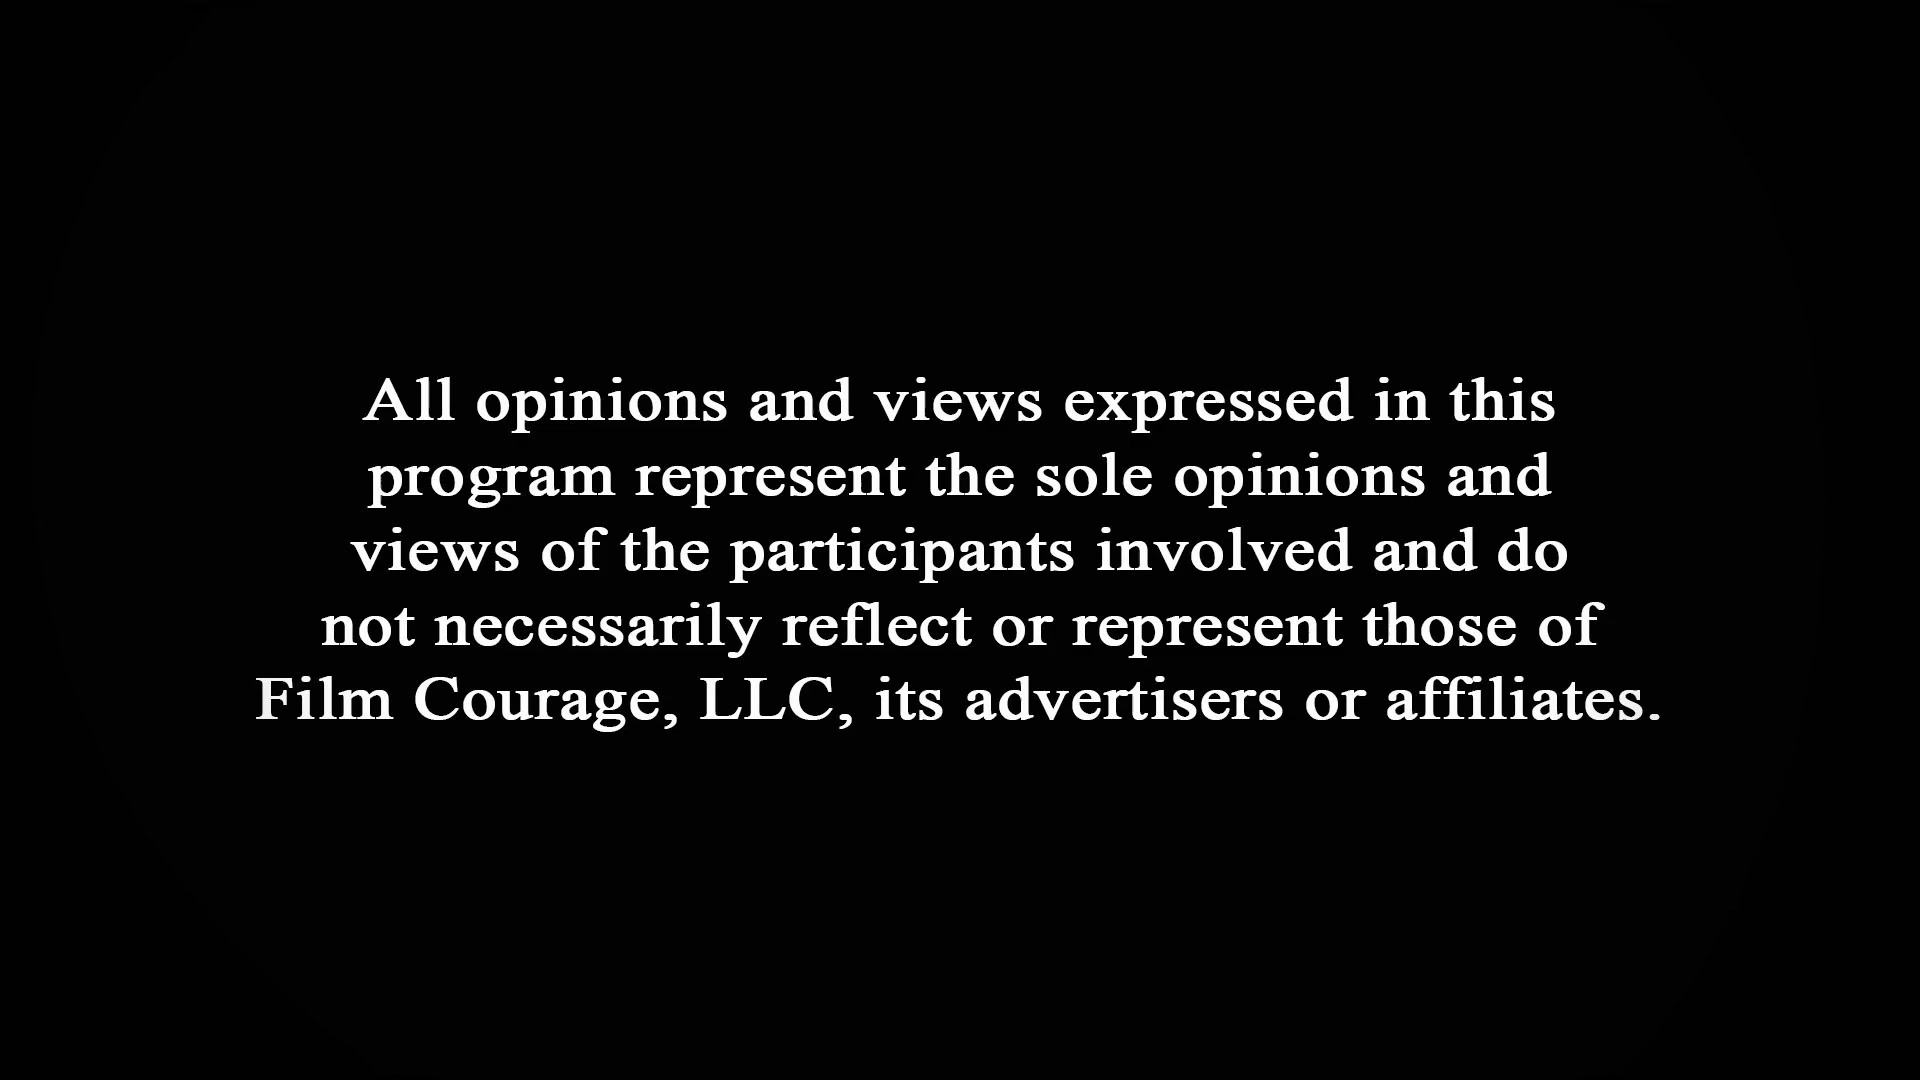 All opinions and views expressed in this
program represent the sole opinions and
views of the participants involved and do
not necessarily reflect or represent those of
Film Courage, LLC, its advertisers or affiliates.